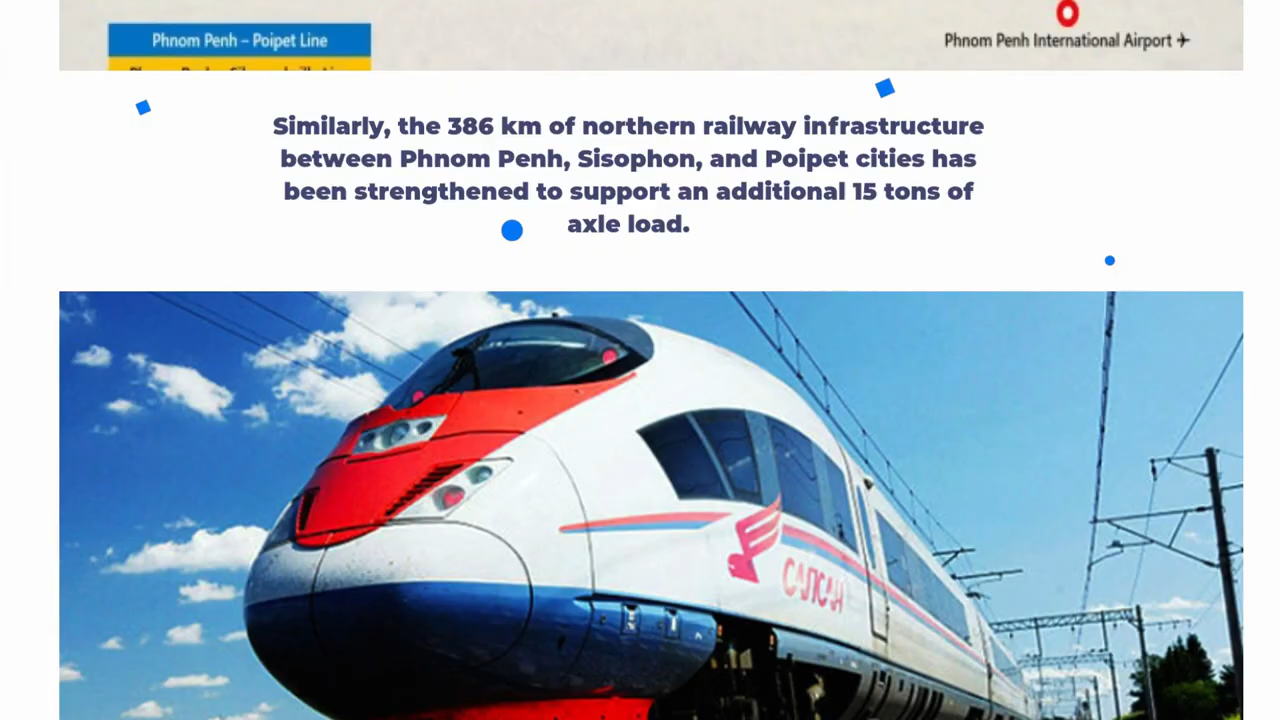 Phnom Penh – Poipet Line
Phnom Penh International Airport
Similarly, the 386 km of northern railway infrastructure
between Phnom Penh, Sisophon, and Poipet cities has
been strengthened to support an additional 15 tons of
axle load.
САПСАН